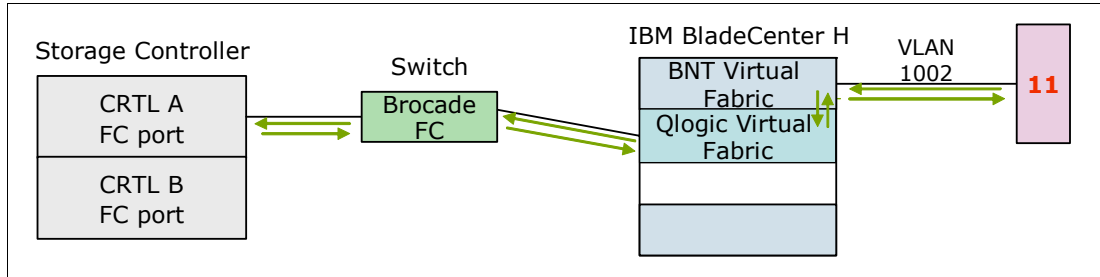 Storage Controller
CRTL A
FC port
CRTL B
FC port
Switch
Brocade
FC
IBM BladeCenter H
BNT Virtual
Fabric
Qlogic Virtual
Fabric
VLAN
1002
11